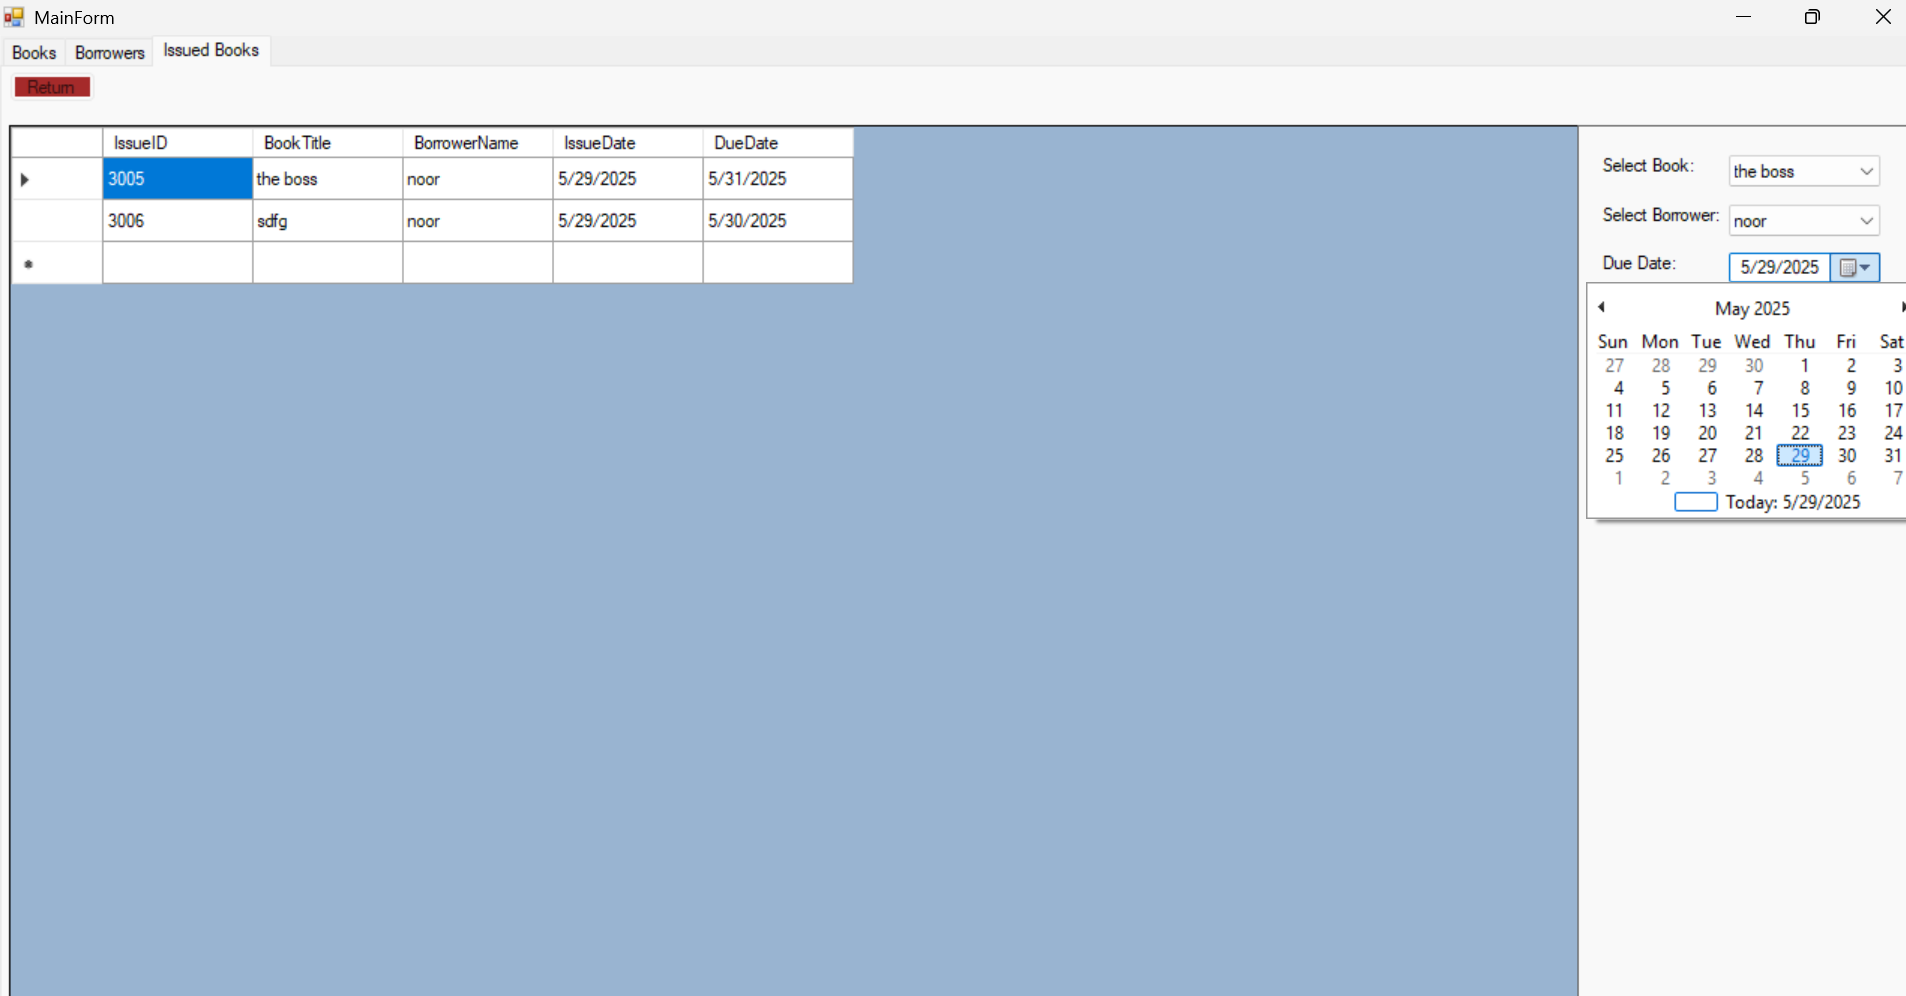 MainForm
Books Borrowers Issued Books
Return
IssueID BookTitle BorrowerName IssueDate DueDate
3005 the boss noor 5/29/2025 5/31/2025
3006 sdfg noor 5/29/2025 5/30/2025
Select Book: the boss
Select Borrower: noor
Due Date: 5/29/2025
May 2025
Sun Mon Tue Wed Thu Fri Sat
27 28 29 30 1 2 3
4 5 6 7 8 9 10
11 12 13 14 15 16 17
18 19 20 21 22 23 24
25 26 27 28 29 30 31
1 2 3 4 5 6 7
Today: 5/29/2025